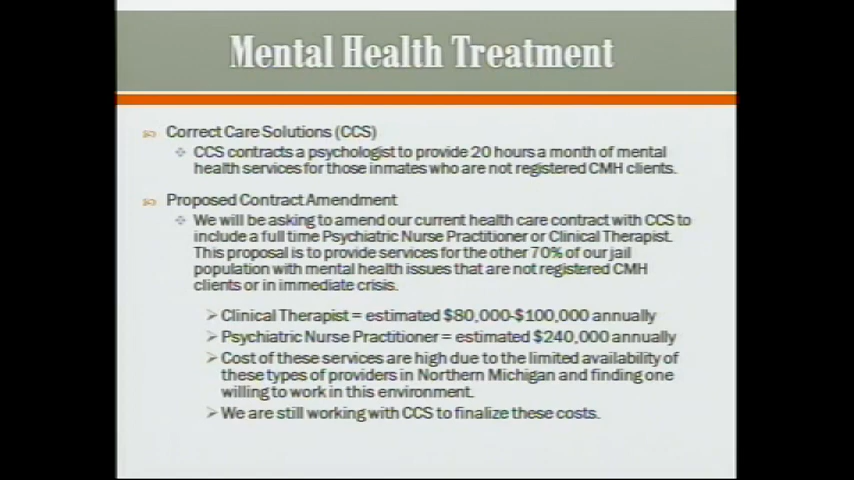 Mental Health Treatment
Correct Care Solutions (CCS)
CCS contracts a psychologist to provide 20 hours a month of mental
health services for those inmates who are not registered CMH clients.
Proposed Contract Amendment
We will be asking to amend our current health care contract with CCS to
include a full time Psychiatric Nurse Practitioner or Clinical Therapist.
This proposal is to provide services for the other 70% of our jail
population with mental health issues that are not registered CMH
clients or in immediate crisis.
Clinical Therapist = estimated $80,000-$100,000 annually
Psychiatric Nurse Practitioner = estimated $240,000 annually
Cost of these services are high due to the limited availability of
these types of providers in Northern Michigan and finding one
willing to work in this environment.
We are still working with CCS to finalize these costs.